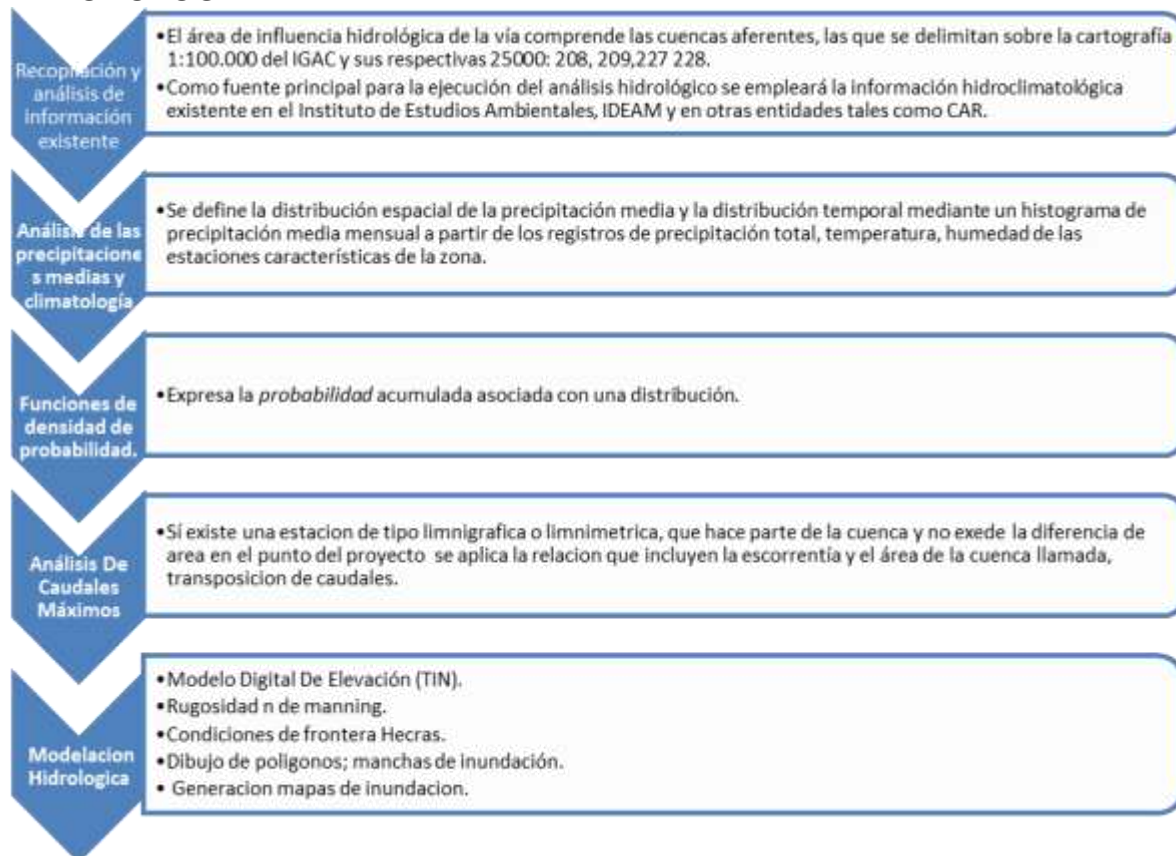 Recopilación y
análisis de
información
existente
•El área de influencia hidrológica de la vía comprende las cuencas aferentes, las que se delimitan sobre la cartografía
1:100.000 del IGAC y sus respectivas 25000: 208, 209,227 228.
•Como fuente principal para la ejecución del análisis hidrológico se empleará la información hidroclimatológica
existente en el Instituto de Estudios Ambientales, IDEAM y en otras entidades tales como CAR.
Análisis de las
precipitacione
s medias y
climatología
•Se define la distribución espacial de la precipitación media y la distribución temporal mediante un histograma de
precipitación media mensual a partir de los registros de precipitación total, temperatura, humedad de las
estaciones características de la zona.
Funciones de
densidad de
probabilidad.
•Expresa la probabilidad acumulada asociada con una distribución.
Análisis De
Caudales
Máximos
•Sí existe una estacion de tipo limnigrafica o limnimetrica, que hace parte de la cuenca y no exede la diferencia de
area en el punto del proyecto se aplica la relacion que incluyen la escorrentía y el área de la cuenca llamada,
transposicion de caudales.
Modelacion
Hidrologica
•Modelo Digital De Elevación (TIN).
•Rugosidad n de manning.
•Condiciones de frontera Hecras.
•Dibujo de poligonos; manchas de inundación.
• Generacion mapas de inundacion.